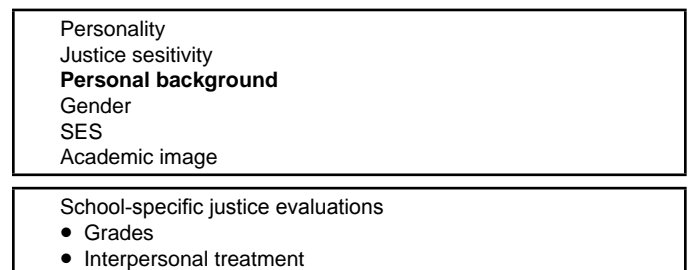 Personality
Justice sesitivity
Personal background
Gender
SES
Academic image
School-specific justice evaluations
● Grades
● Interpersonal treatment